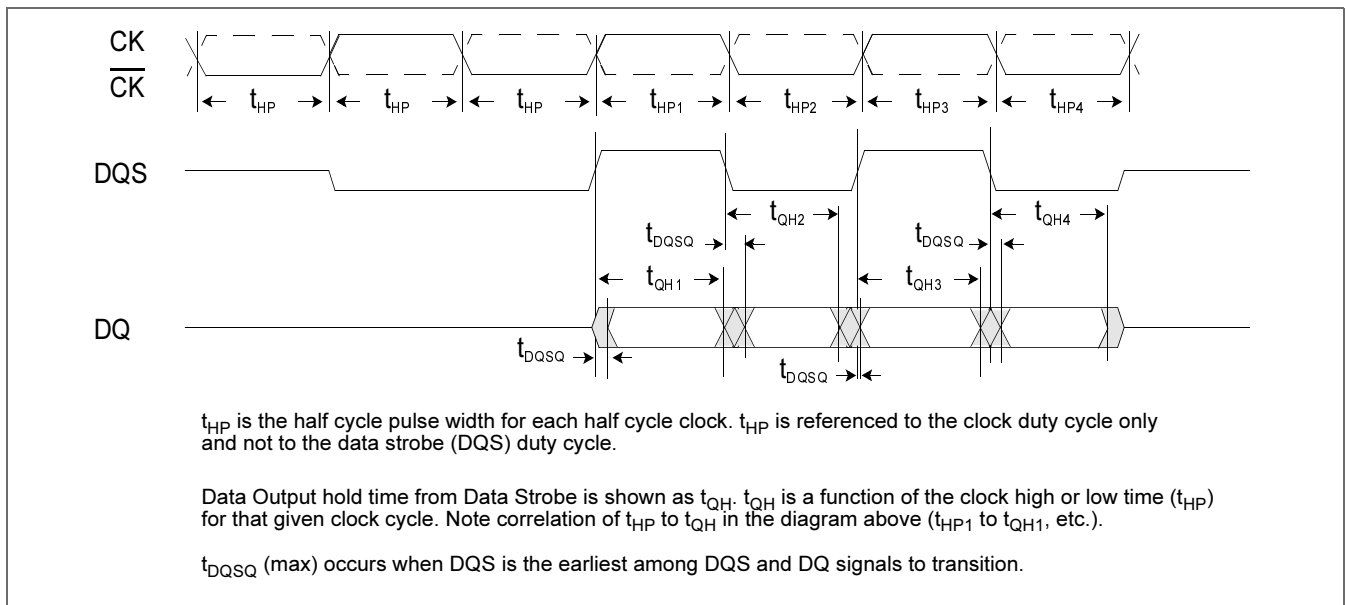 CK
CK
tHP tHP tHP tHP1 tHP2 tHP3 tHP4
DQS
tQH2 tQH4
tDQSQ tDQSQ
tQH1 tQH3
DQ
tDQSQ tDQSQ
tHP is the half cycle pulse width for each half cycle clock. tHP is referenced to the clock duty cycle only
and not to the data strobe (DQS) duty cycle.
Data Output hold time from Data Strobe is shown as tQH. tQH is a function of the clock high or low time (tHP)
for that given clock cycle. Note correlation of tHP to tQH in the diagram above (tHP1 to tQH1, etc.).
tDQSQ (max) occurs when DQS is the earliest among DQS and DQ signals to transition.